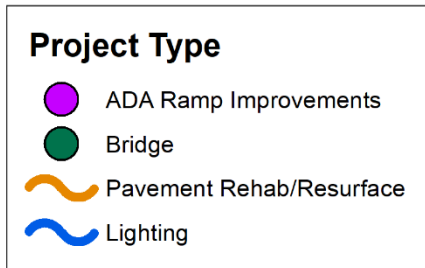 Project Type
ADA Ramp Improvements
Bridge
Pavement Rehab/Resurface
Lighting